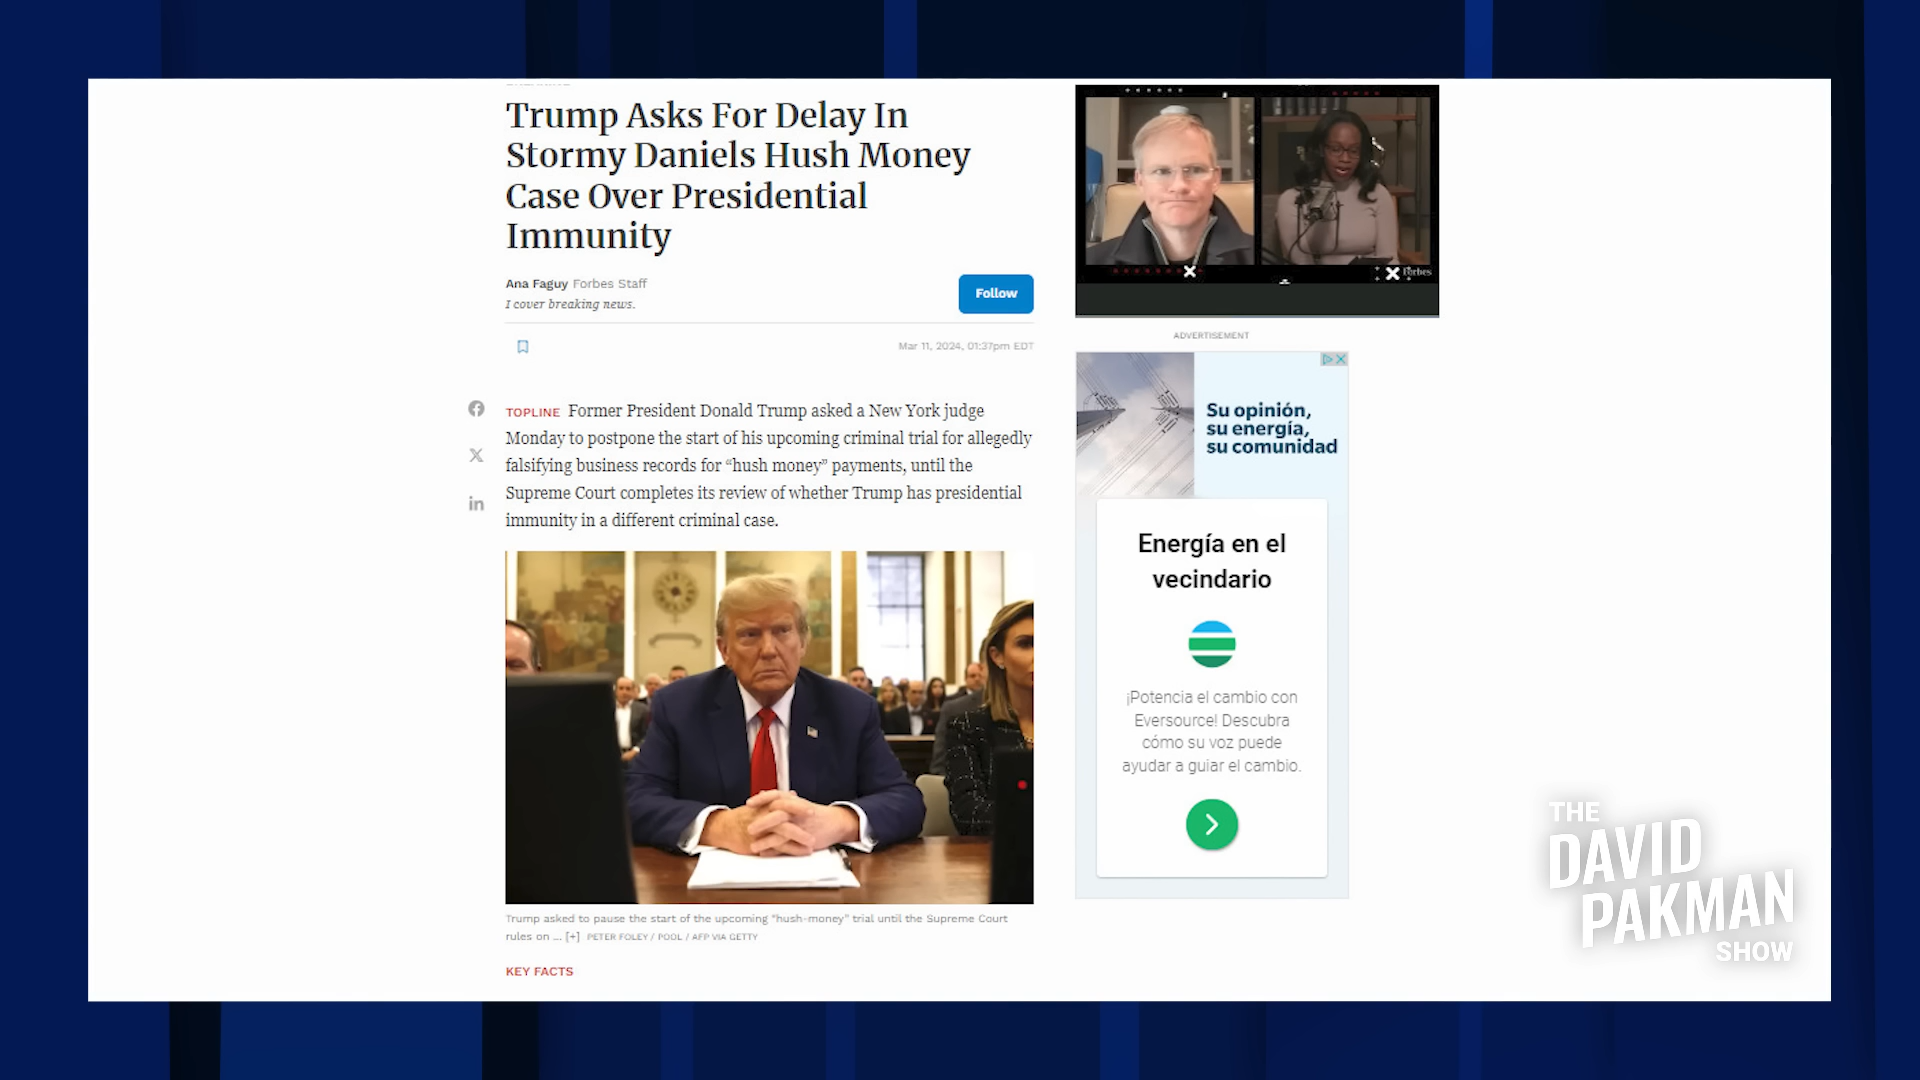 Trump Asks For Delay In
Stormy Daniels Hush Money
Case Over Presidential
Immunity
Ana Faguy Forbes Staff
I cover breaking news.
Follow
Mar 11, 2024, 01:37pm EDT
TOPLINE Former President Donald Trump asked a New York judge
Monday to postpone the start of his upcoming criminal trial for allegedly
falsifying business records for “hush money” payments, until the
Supreme Court completes its review of whether Trump has presidential
immunity in a different criminal case.
Trump asked to pause the start of the upcoming “hush-money” trial until the Supreme Court
rules on ... [+] PETER FOLEY / POOL / AFP VIA GETTY
KEY FACTS
Forbes
ADVERTISEMENT
Su opinión,
su energía,
su comunidad
Energía en el
vecindario
¡Potencia el cambio con
Eversource! Descubra
cómo su voz puede
ayudar a guiar el cambio.
THE
DAVID
PAKMAN
SHOW